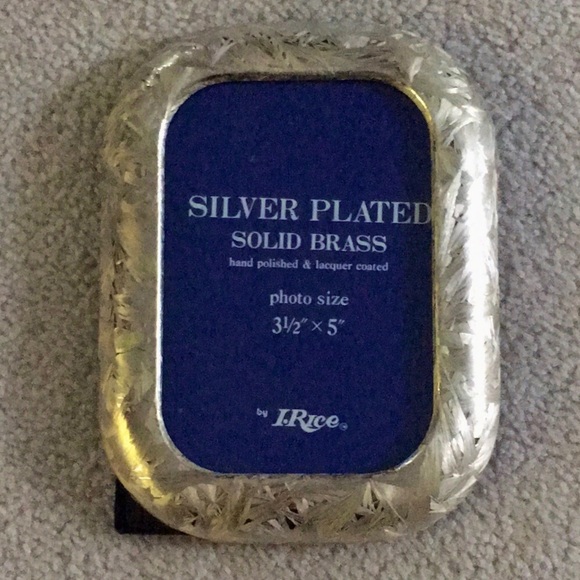 SILVER PLATED
SOLID BRASS
hand polished & lacquer coated
photo size
3½″ × 5″
by I.Rice